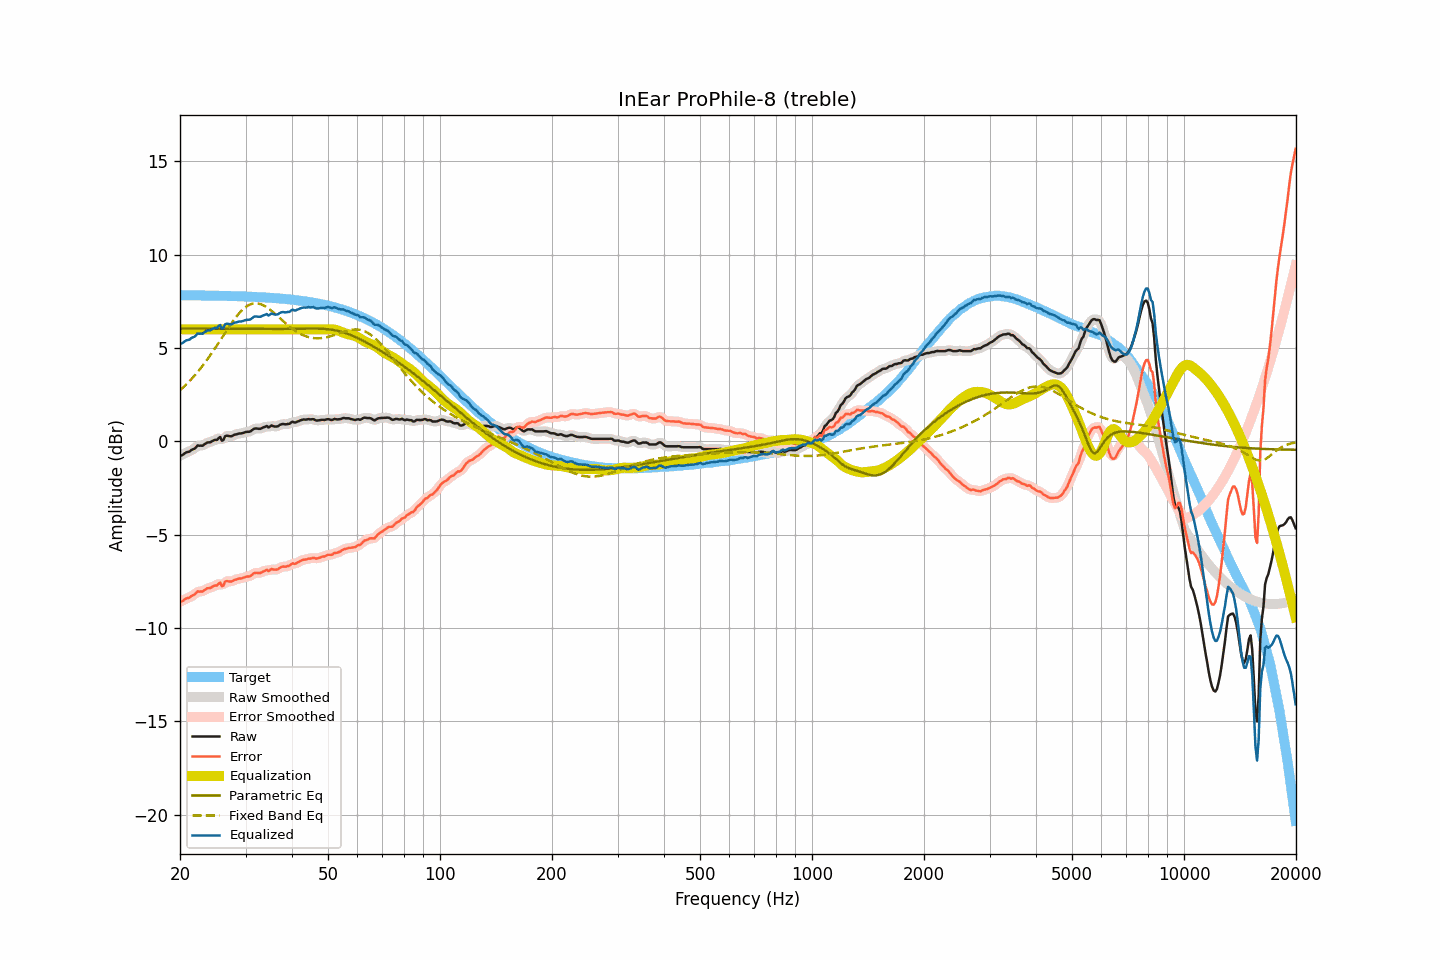 InEar ProPhile-8 (treble)
15
10
5
0
−5
−10
−15
−20
Amplitude (dBr)
Target
Raw Smoothed
Error Smoothed
Raw
Error
Equalization
Parametric Eq
Fixed Band Eq
Equalized
20 50 100 200 500 1000 2000 5000 10000 20000
Frequency (Hz)